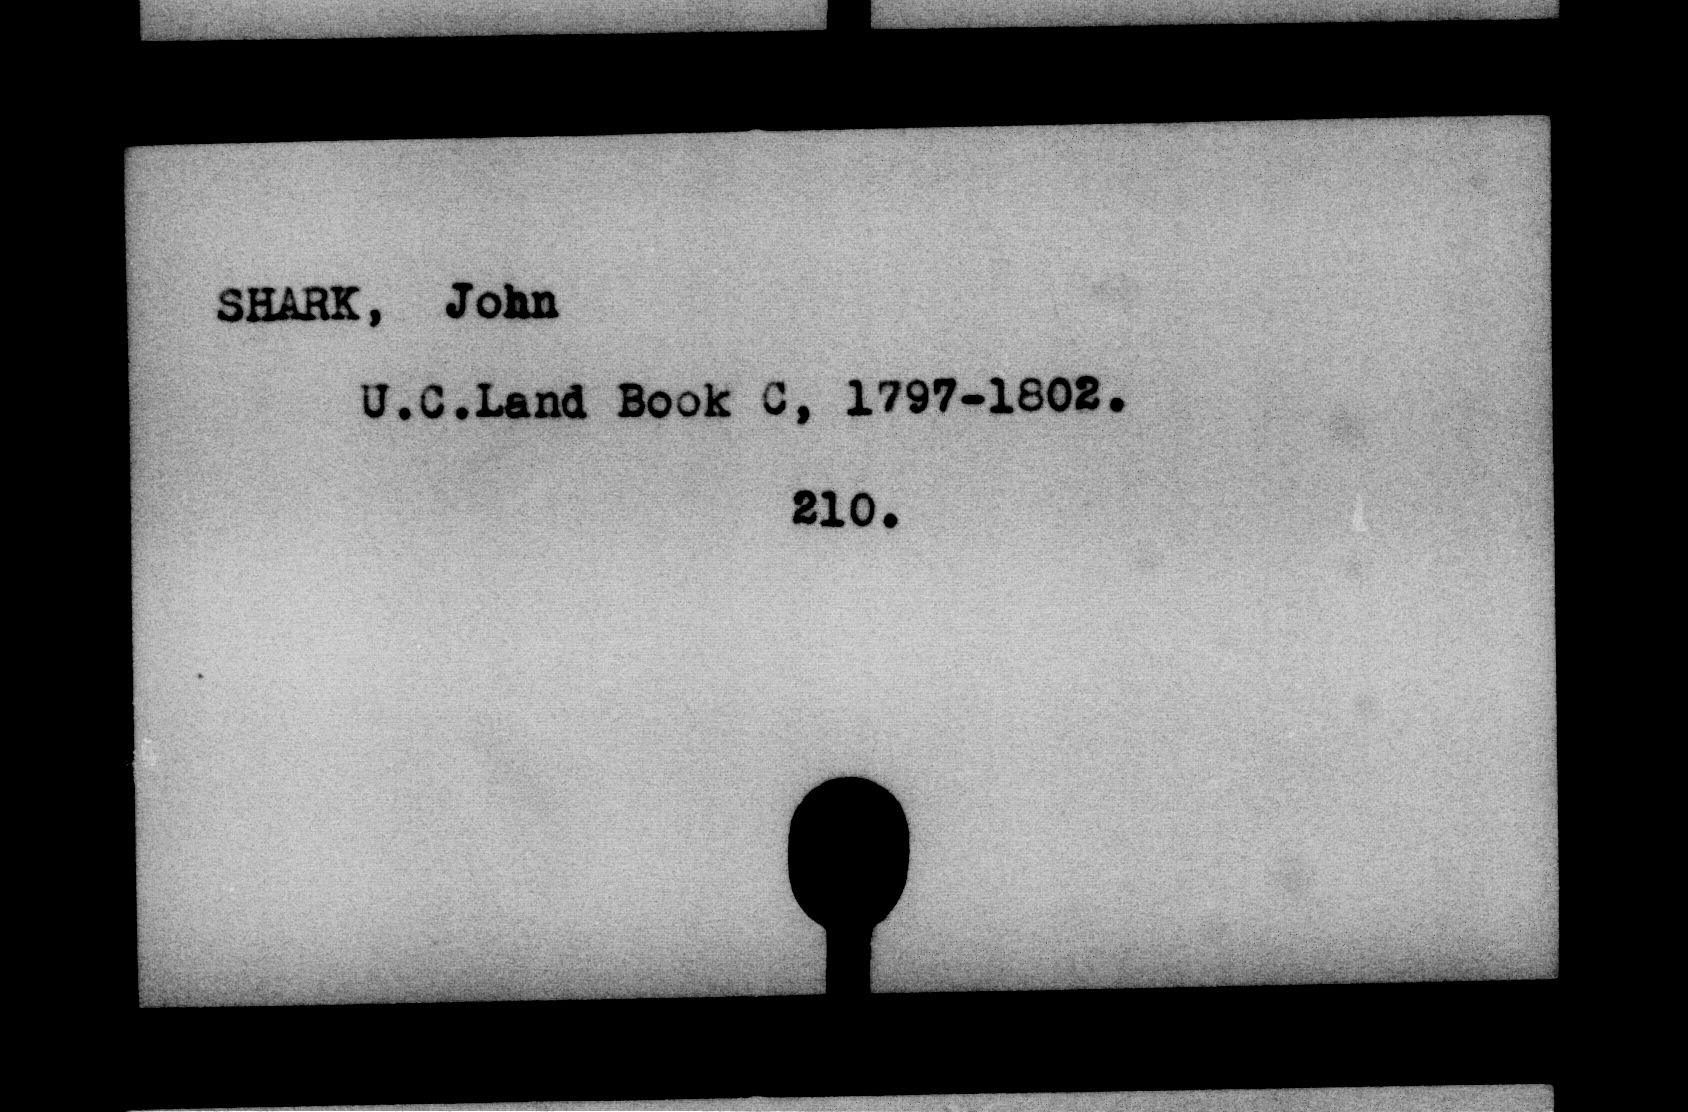 SHARK, John
U.C.Land Book C, 1797-1802.
210.